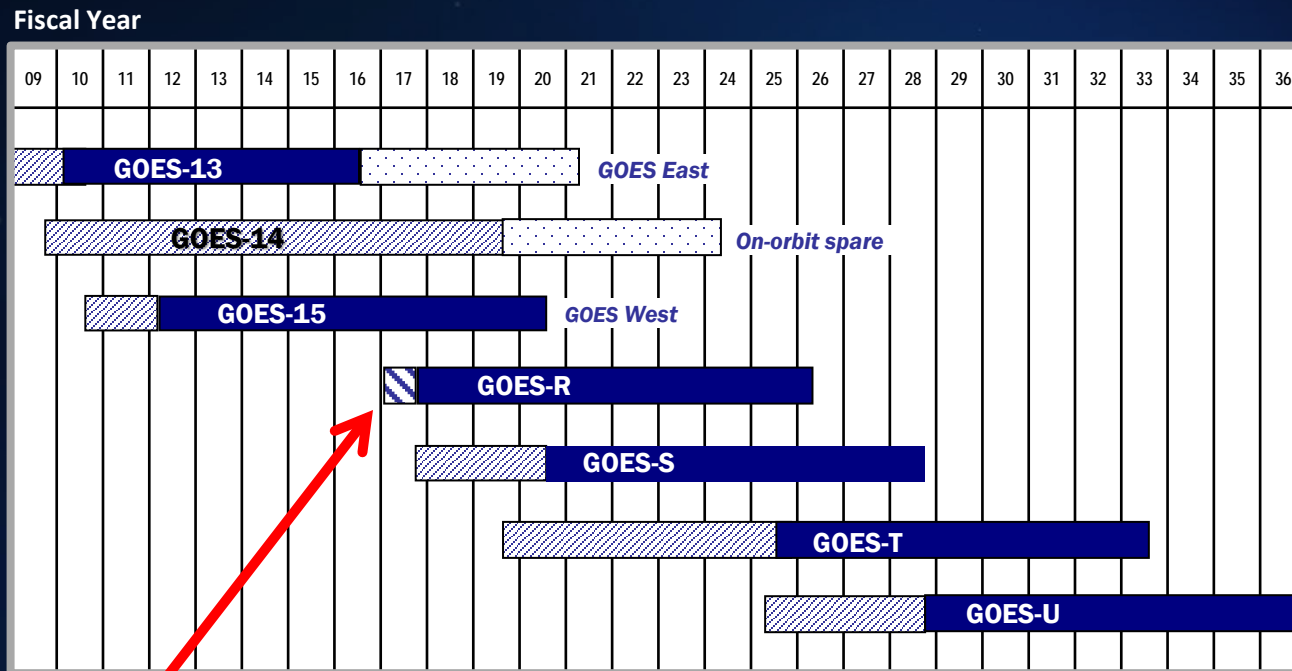 Fiscal Year
09 10 11 12 13 14 15 16 17 18 19 20 21 22 23 24 25 26 27 28 29 30 31 32 33 34 35 36
GOES-13 GOES East
GOES-14 On-orbit spare
GOES-15 GOES West
GOES-R
GOES-S
GOES-T
GOES-U